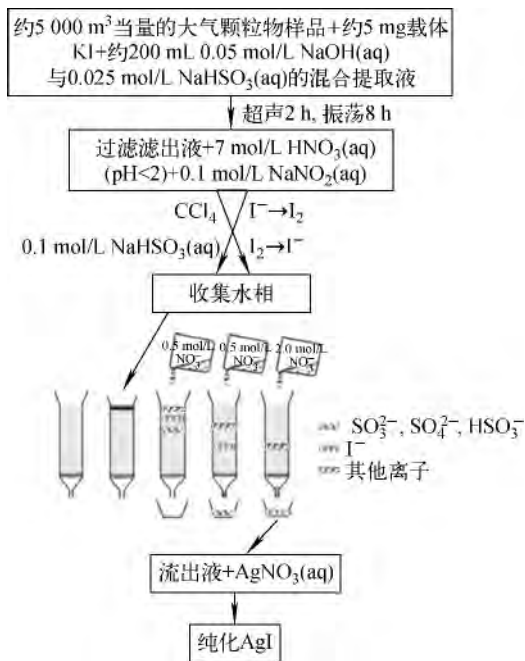 约5 000 m³当量的大气颗粒物样品+约5 mg载体
KI+约200 mL 0.05 mol/L NaOH(aq)
与0.025 mol/L NaHSO₃(aq)的混合提取液
超声2 h, 振荡8 h
过滤滤出液+7 mol/L HNO₃(aq)
(pH<2)+0.1 mol/L NaNO₂(aq)
CCl₄ I⁻→I₂
0.1 mol/L NaHSO₃(aq) I₂→I⁻
收集水相
0.5 mol/L 0.5 mol/L 2.0 mol/L
NO₃⁻ NO₃⁻ NO₃⁻
SO₃²⁻, SO₄²⁻, HSO₃⁻
I⁻
其他离子
流出液+AgNO₃(aq)
纯化AgI